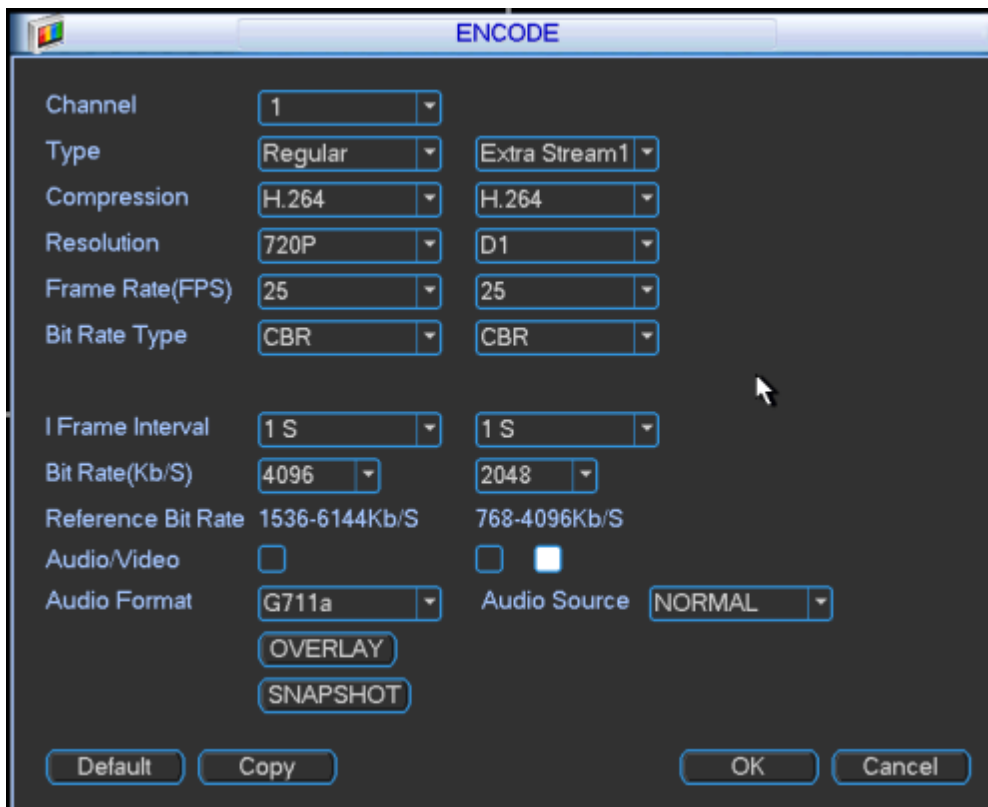 ENCODE
Channel 1
Type Regular Extra Stream1
Compression H.264 H.264
Resolution 720P D1
Frame Rate(FPS) 25 25
Bit Rate Type CBR CBR
I Frame Interval 1 S 1 S
Bit Rate(Kb/S) 4096 2048
Reference Bit Rate 1536-6144Kb/S 768-4096Kb/S
Audio/Video
Audio Format G711a Audio Source NORMAL
OVERLAY
SNAPSHOT
Default Copy OK Cancel